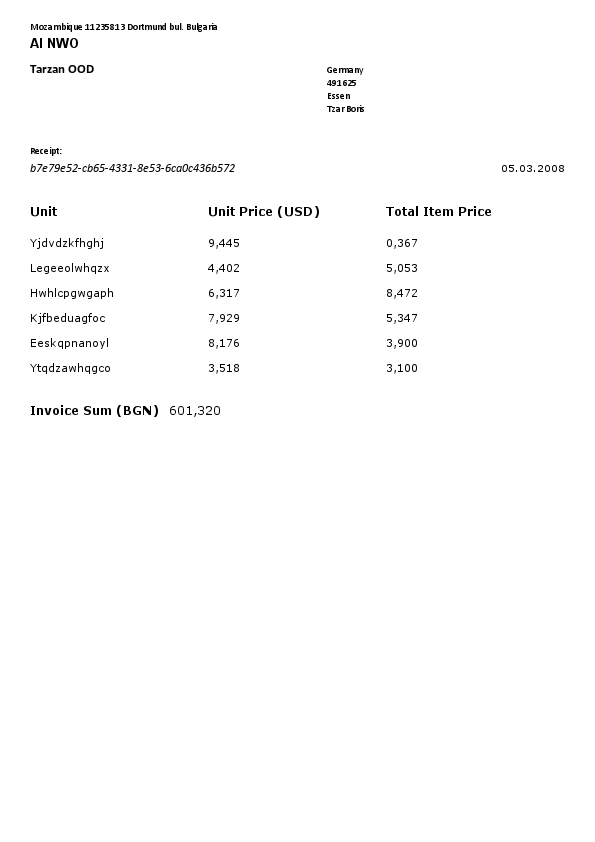 Mozambique 11235813 Dortmund bul. Bulgaria
AI NWO
Tarzan OOD
Germany
491625
Essen
Tzar Boris
Receipt:
b7e79e52-cb65-4331-8e53-6ca0c436b572 05.03.2008
Unit Unit Price (USD) Total Item Price
Yjdvdzkfhghj 9,445 0,367
Legeeolwhqzx 4,402 5,053
Hwhlcpgwgaph 6,317 8,472
Kjfbeduagfoc 7,929 5,347
Eeskqpnanoyl 8,176 3,900
Ytqdzawhqgco 3,518 3,100
Invoice Sum (BGN) 601,320